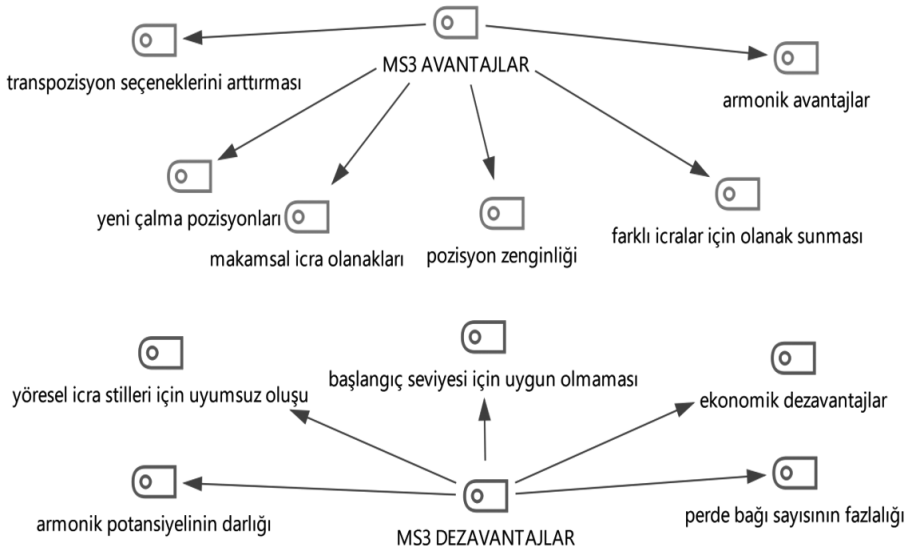 MS3 AVANTAJLAR
transpozisyon seçeneklerini arttırması
armonik avantajlar
yeni çalma pozisyonları
makamsal icra olanakları
pozisyon zenginliği
farklı icralar için olanak sunması
yöresel icra stilleri için uyumsuz oluşu
başlangıç seviyesi için uygun olmaması
ekonomik dezavantajlar
armonik potansiyelinin darlığı
MS3 DEZAVANTAJLAR
perde bağı sayısının fazlalığı